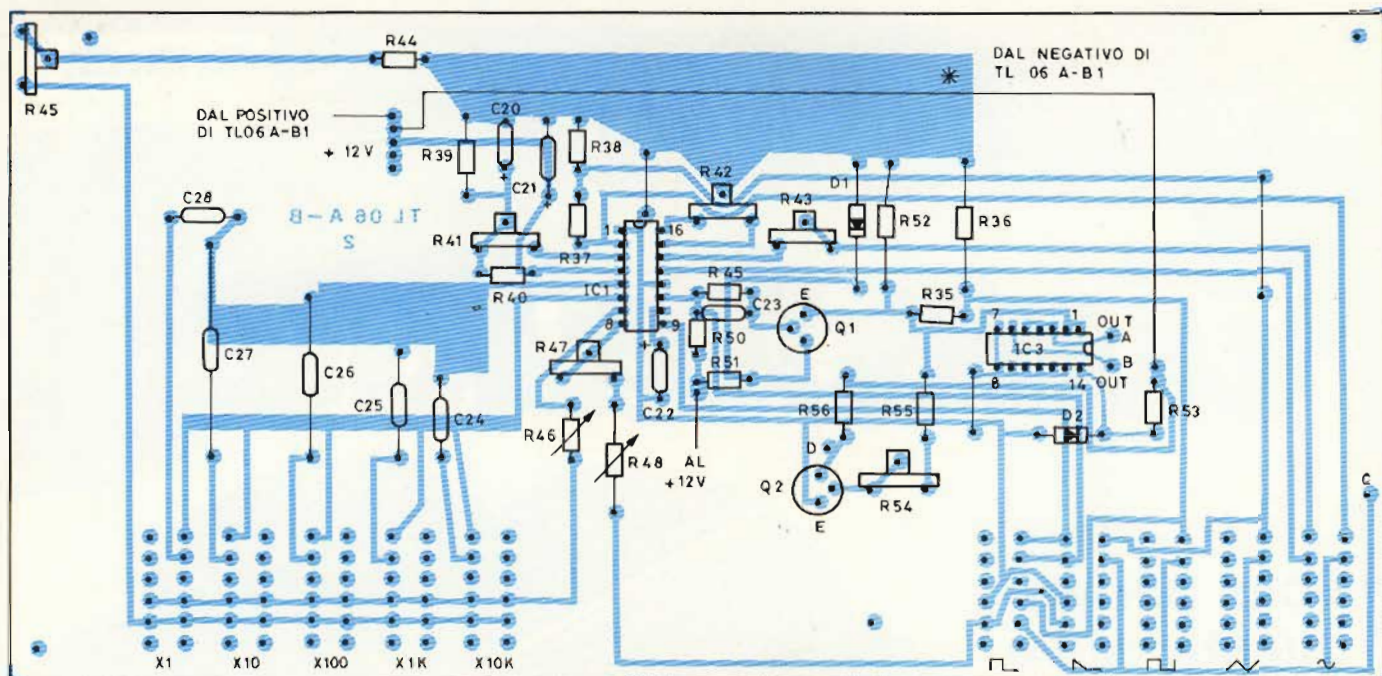 R44
R45
DAL NEGATIVO DI
TL 06 A-B1
*
DAL POSITIVO
DI TL06 A-B1
+ 12 V
C20
R39
C21
+
+
R38
R42
R43
D1
R52
R36
C28
TL 06 A-B
2
R41
R37
R40
1
16
IC1
8
9
R45
C23
E
Q1
R35
7
1
IC3
8
14
OUT
A
B
OUT
C27
C26
C25
C24
R47
+
C22
R50
R51
R56
R55
D2
R53
R46
R48
AL
+12V
D
Q2
E
R54
C
X1
X10
X100
X1K
X10K